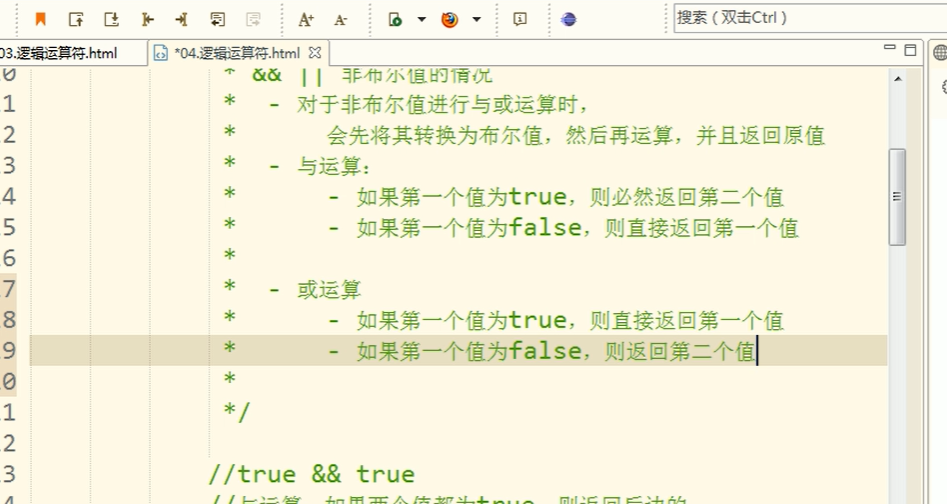 搜索（双击Ctrl）
03.逻辑运算符.html
*04.逻辑运算符.html
0 * && || 非布尔值的情况
1 * - 对于非布尔值进行与或运算时，
2 * 会先将其转换为布尔值，然后再运算，并且返回原值
3 * - 与运算：
4 * - 如果第一个值为true，则必然返回第二个值
5 * - 如果第一个值为false，则直接返回第一个值
6 *
7 * - 或运算
8 * - 如果第一个值为true，则直接返回第一个值
9 * - 如果第一个值为false，则返回第二个值
0 *
1 */
2
3 //true && true
4 //与运算，如果两个值都为true，则返回后边的